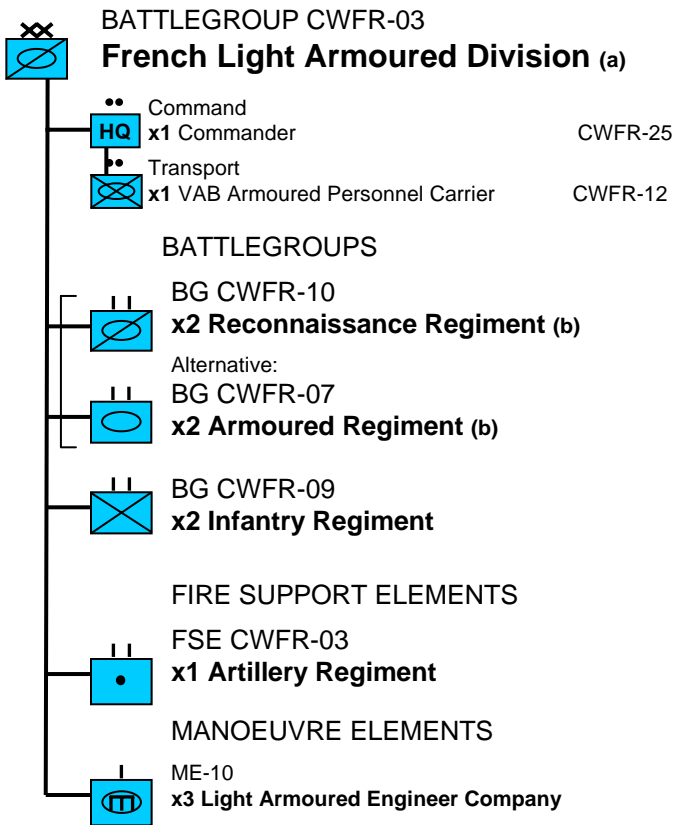 BATTLEGROUP CWFR-03
French Light Armoured Division (a)
Command
HQ x1 Commander CWFR-25
Transport
x1 VAB Armoured Personnel Carrier CWFR-12
BATTLEGROUPS
BG CWFR-10
x2 Reconnaissance Regiment (b)
Alternative:
BG CWFR-07
x2 Armoured Regiment (b)
BG CWFR-09
x2 Infantry Regiment
FIRE SUPPORT ELEMENTS
FSE CWFR-03
x1 Artillery Regiment
MANOEUVRE ELEMENTS
ME-10
x3 Light Armoured Engineer Company